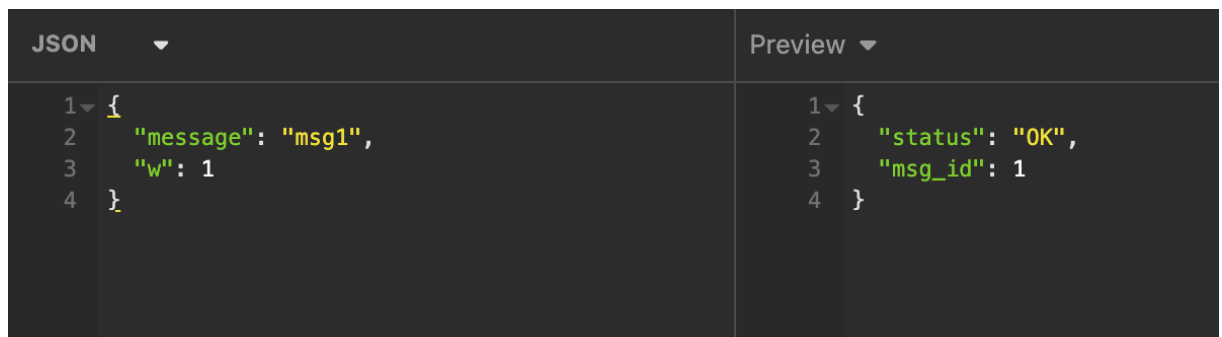 JSON
1 {
2 "message": "msg1",
3 "w": 1
4 }
Preview
1 {
2 "status": "OK",
3 "msg_id": 1
4 }